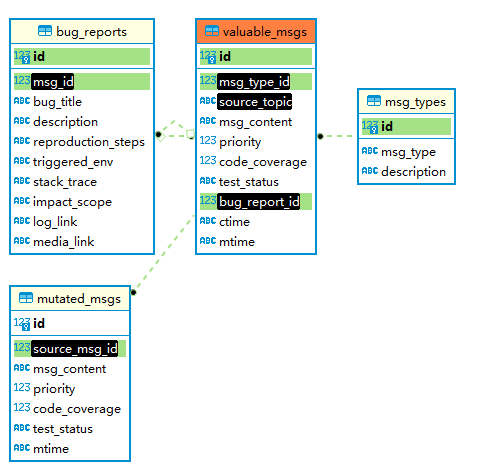 bug_reports
123 id
123 msg_id
ABC bug_title
ABC description
ABC reproduction_steps
ABC triggered_env
ABC stack_trace
ABC impact_scope
ABC log_link
ABC media_link
valuable_msgs
123 id
123 msg_type_id
ABC source_topic
ABC msg_content
123 priority
123 code_coverage
ABC test_status
123 bug_report_id
ABC ctime
ABC mtime
msg_types
123 id
ABC msg_type
ABC description
mutated_msgs
123 id
123 source_msg_id
ABC msg_content
123 priority
123 code_coverage
ABC test_status
ABC mtime